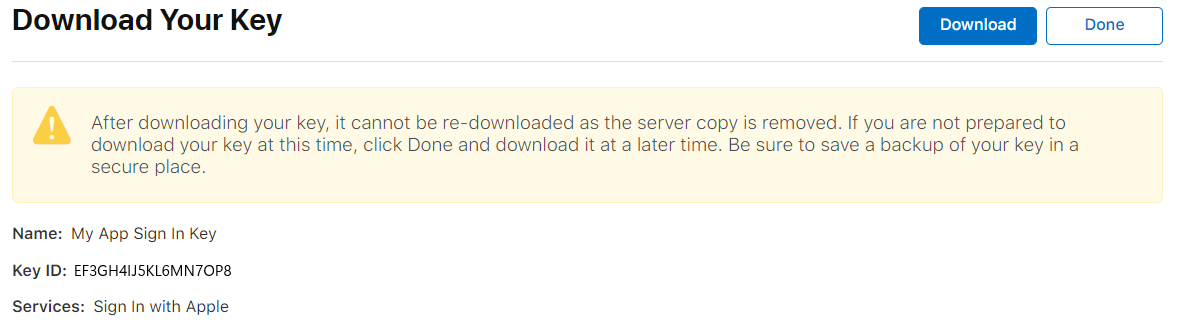 Download Your Key
Download
Done
After downloading your key, it cannot be re-downloaded as the server copy is removed. If you are not prepared to
download your key at this time, click Done and download it at a later time. Be sure to save a backup of your key in a
secure place.
Name: My App Sign In Key
Key ID: EF3GH4IJ5KL6MN7OP8
Services: Sign In with Apple